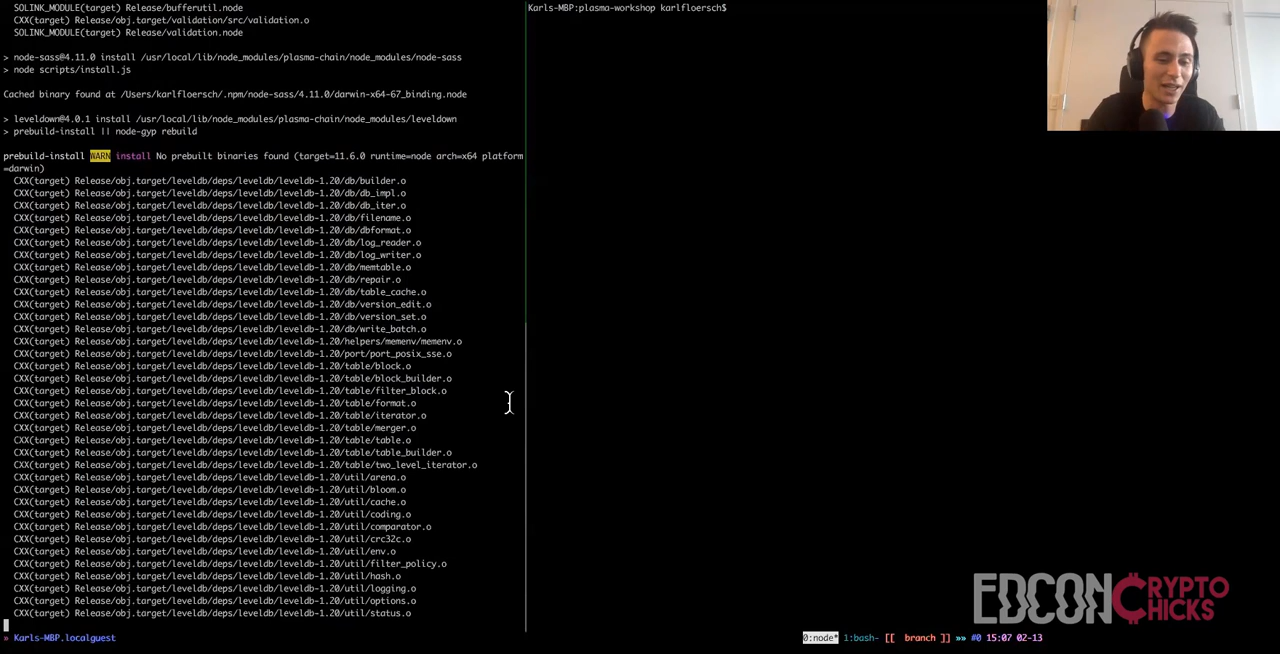 SOLINK_MODULE(target) Release/bufferutil.node
CXX(target) Release/obj.target/validation/src/validation.o
SOLINK_MODULE(target) Release/validation.node
> node-sass@4.11.0 install /usr/local/lib/node_modules/plasma-chain/node_modules/node-sass
> node scripts/install.js
Cached binary found at /Users/karlfloersch/.npm/node-sass/4.11.0/darwin-x64-67_binding.node
> leveldown@4.0.1 install /usr/local/lib/node_modules/plasma-chain/node_modules/leveldown
> prebuild-install || node-gyp rebuild
prebuild-install WARN install No prebuilt binaries found (target=11.6.0 runtime=node arch=x64 platform
=darwin)
CXX(target) Release/obj.target/leveldb/deps/leveldb/leveldb-1.20/db/builder.o
CXX(target) Release/obj.target/leveldb/deps/leveldb/leveldb-1.20/db/db_impl.o
CXX(target) Release/obj.target/leveldb/deps/leveldb/leveldb-1.20/db/db_iter.o
CXX(target) Release/obj.target/leveldb/deps/leveldb/leveldb-1.20/db/filename.o
CXX(target) Release/obj.target/leveldb/deps/leveldb/leveldb-1.20/db/dbformat.o
CXX(target) Release/obj.target/leveldb/deps/leveldb/leveldb-1.20/db/log_reader.o
CXX(target) Release/obj.target/leveldb/deps/leveldb/leveldb-1.20/db/log_writer.o
CXX(target) Release/obj.target/leveldb/deps/leveldb/leveldb-1.20/db/memtable.o
CXX(target) Release/obj.target/leveldb/deps/leveldb/leveldb-1.20/db/repair.o
CXX(target) Release/obj.target/leveldb/deps/leveldb/leveldb-1.20/db/table_cache.o
CXX(target) Release/obj.target/leveldb/deps/leveldb/leveldb-1.20/db/version_edit.o
CXX(target) Release/obj.target/leveldb/deps/leveldb/leveldb-1.20/db/version_set.o
CXX(target) Release/obj.target/leveldb/deps/leveldb/leveldb-1.20/db/write_batch.o
CXX(target) Release/obj.target/leveldb/deps/leveldb/leveldb-1.20/helpers/memenv/memenv.o
CXX(target) Release/obj.target/leveldb/deps/leveldb/leveldb-1.20/port/port_posix_sse.o
CXX(target) Release/obj.target/leveldb/deps/leveldb/leveldb-1.20/table/block.o
CXX(target) Release/obj.target/leveldb/deps/leveldb/leveldb-1.20/table/block_builder.o
CXX(target) Release/obj.target/leveldb/deps/leveldb/leveldb-1.20/table/filter_block.o
CXX(target) Release/obj.target/leveldb/deps/leveldb/leveldb-1.20/table/format.o
CXX(target) Release/obj.target/leveldb/deps/leveldb/leveldb-1.20/table/iterator.o
CXX(target) Release/obj.target/leveldb/deps/leveldb/leveldb-1.20/table/merger.o
CXX(target) Release/obj.target/leveldb/deps/leveldb/leveldb-1.20/table/table.o
CXX(target) Release/obj.target/leveldb/deps/leveldb/leveldb-1.20/table/table_builder.o
CXX(target) Release/obj.target/leveldb/deps/leveldb/leveldb-1.20/table/two_level_iterator.o
CXX(target) Release/obj.target/leveldb/deps/leveldb/leveldb-1.20/util/arena.o
CXX(target) Release/obj.target/leveldb/deps/leveldb/leveldb-1.20/util/bloom.o
CXX(target) Release/obj.target/leveldb/deps/leveldb/leveldb-1.20/util/cache.o
CXX(target) Release/obj.target/leveldb/deps/leveldb/leveldb-1.20/util/coding.o
CXX(target) Release/obj.target/leveldb/deps/leveldb/leveldb-1.20/util/comparator.o
CXX(target) Release/obj.target/leveldb/deps/leveldb/leveldb-1.20/util/crc32c.o
CXX(target) Release/obj.target/leveldb/deps/leveldb/leveldb-1.20/util/env.o
CXX(target) Release/obj.target/leveldb/deps/leveldb/leveldb-1.20/util/filter_policy.o
CXX(target) Release/obj.target/leveldb/deps/leveldb/leveldb-1.20/util/hash.o
CXX(target) Release/obj.target/leveldb/deps/leveldb/leveldb-1.20/util/logging.o
CXX(target) Release/obj.target/leveldb/deps/leveldb/leveldb-1.20/util/options.o
CXX(target) Release/obj.target/leveldb/deps/leveldb/leveldb-1.20/util/status.o
Karls-MBP:plasma-workshop karlfloersch$
EDCON CRYPTO CHICKS
» Karls-MBP.localguest
0:node* 1:bash- [[ branch ]] »» #0 15:07 02-13